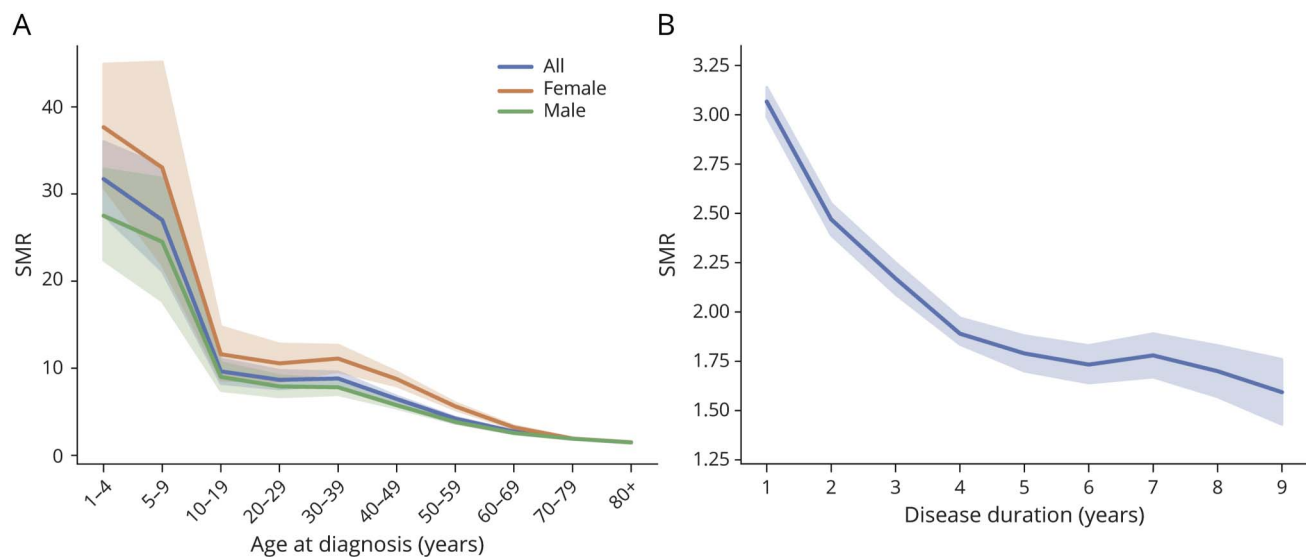 A
All
Female
Male
40
30
20
10
0
SMR
1–4
5–9
10–19
20–29
30–39
40–49
50–59
60–69
70–79
80+
Age at diagnosis (years)
B
3.25
3.00
2.75
2.50
2.25
2.00
1.75
1.50
1.25
SMR
1 2 3 4 5 6 7 8 9
Disease duration (years)